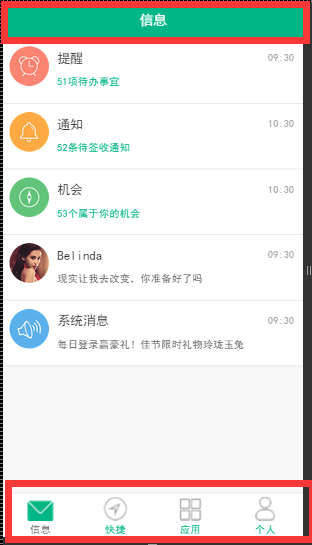 信息
提醒 09:30
51项待办事宜
通知 10:30
52条待签收通知
机会 10:30
53个属于你的机会
Belinda 09:30
现实让我去改变，你准备好了吗
系统消息 09:30
每日登录赢豪礼！佳节限时礼物玲珑玉兔
信息 快捷 应用 个人